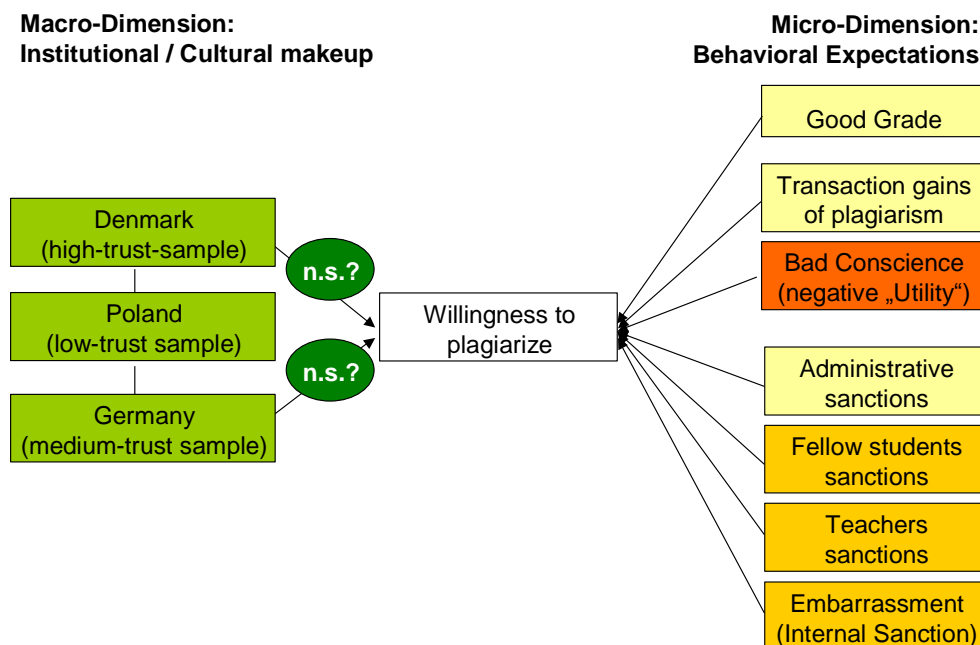 Macro-Dimension:
Institutional / Cultural makeup
Micro-Dimension:
Behavioral Expectations
Denmark
(high-trust-sample)
Poland
(low-trust sample)
Germany
(medium-trust sample)
n.s.?
n.s.?
Willingness to
plagiarize
Good Grade
Transaction gains
of plagiarism
Bad Conscience
(negative „Utility“)
Administrative
sanctions
Fellow students
sanctions
Teachers
sanctions
Embarrassment
(Internal Sanction)